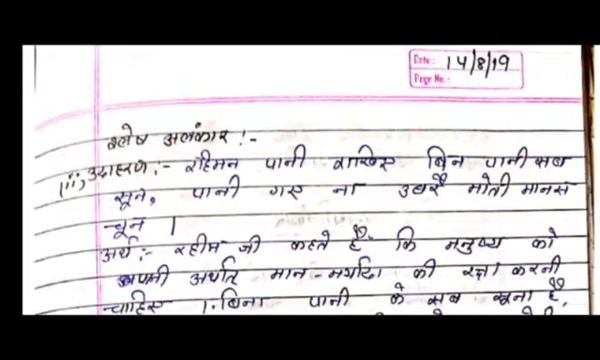 Date: 14/8/19
Page No.:
श्लेष अलंकार :-
(ii) उदाहरण :- रहिमन पानी राखिए बिन पानी सब
सून, पानी गए ना उबरै मोती मानस
चून ।
अर्थ :- रहीम जी कहते हैं कि मनुष्य को
अपनी अर्थात मान-मर्यादा की रक्षा करनी
चाहिए । बिना पानी के सब सूना है,